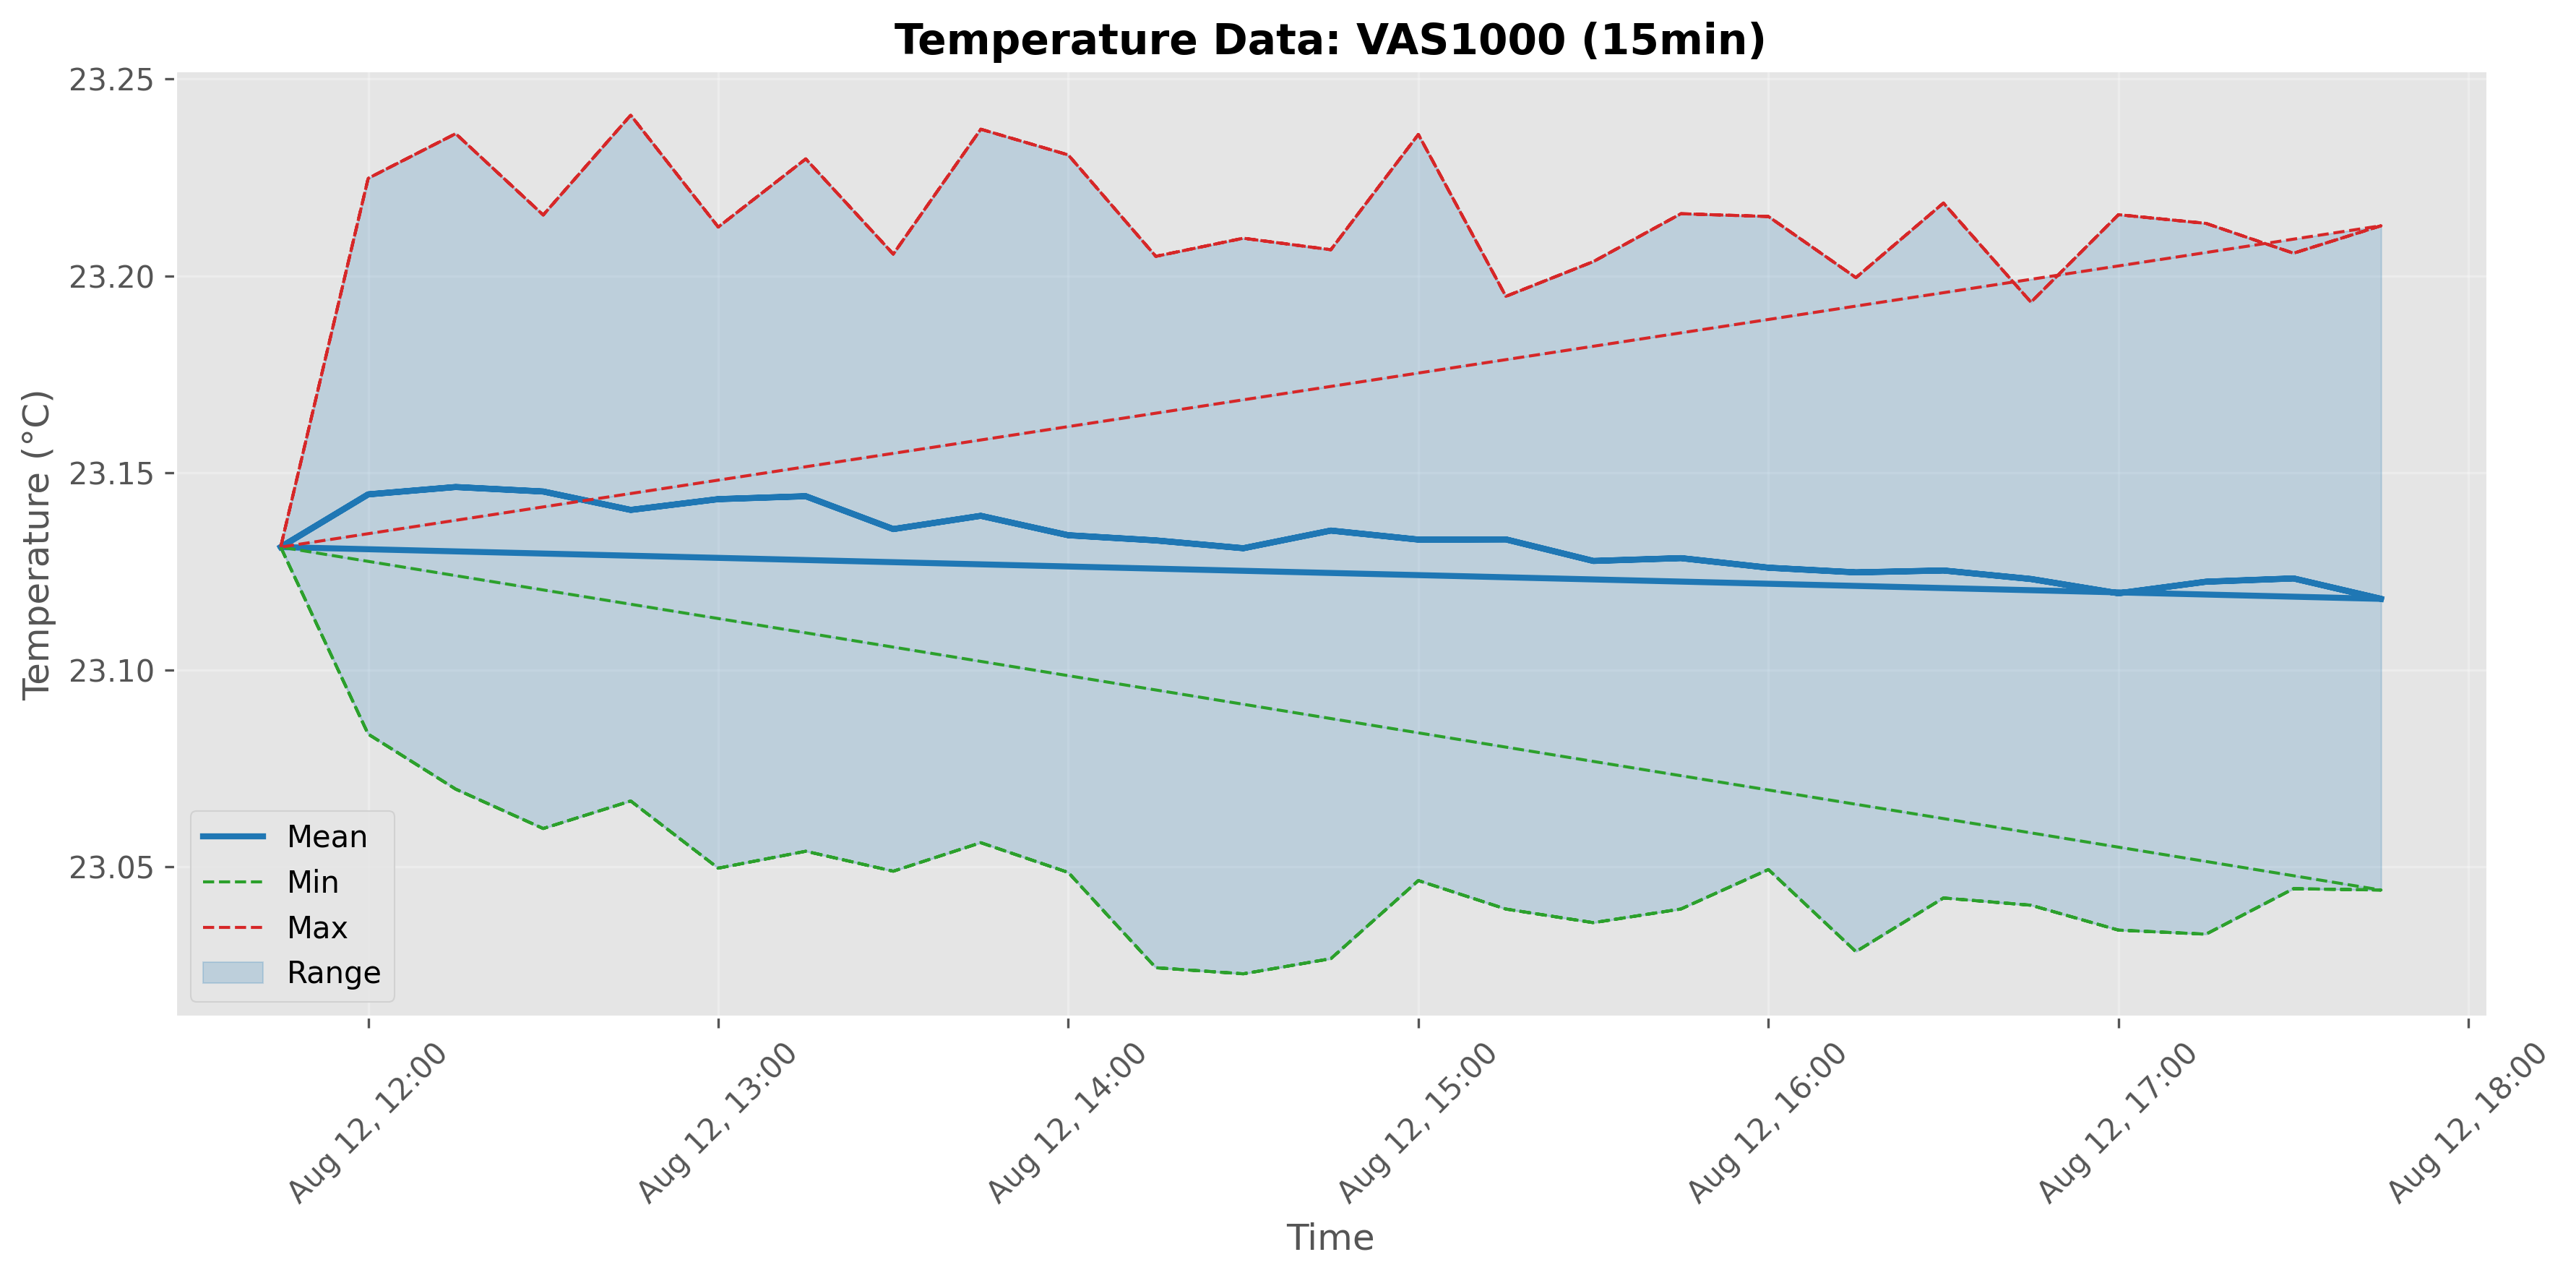 Temperature Data: VAS1000 (15min)
Temperature (°C)
23.25
23.20
23.15
23.10
23.05
Mean
Min
Max
Range
Aug 12, 12:00
Aug 12, 13:00
Aug 12, 14:00
Aug 12, 15:00
Aug 12, 16:00
Aug 12, 17:00
Aug 12, 18:00
Time